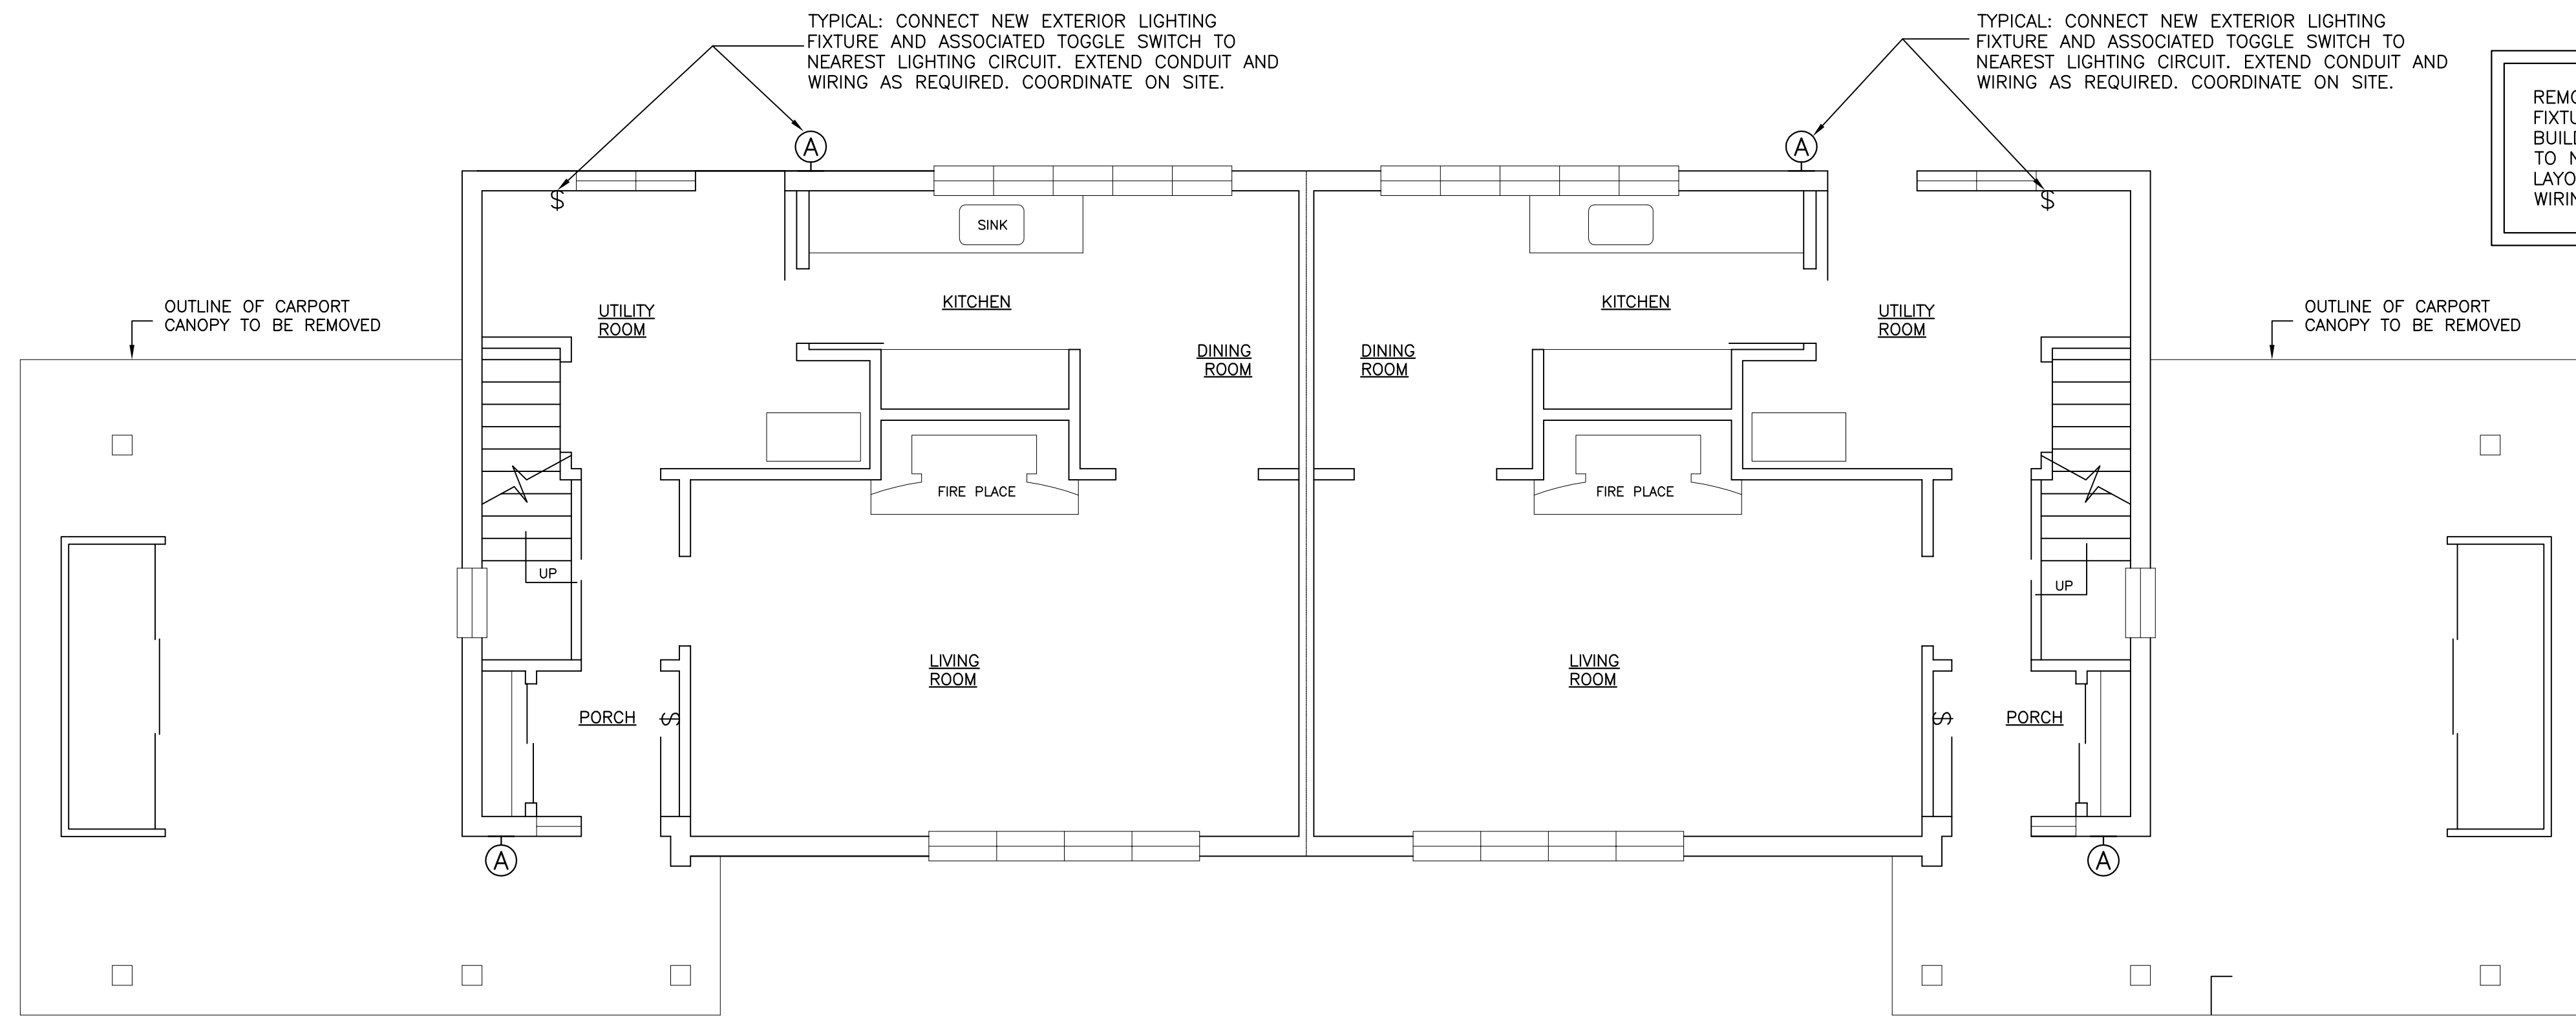 TYPICAL: CONNECT NEW EXTERIOR LIGHTING
FIXTURE AND ASSOCIATED TOGGLE SWITCH TO
NEAREST LIGHTING CIRCUIT. EXTEND CONDUIT AND
WIRING AS REQUIRED. COORDINATE ON SITE.
TYPICAL: CONNECT NEW EXTERIOR LIGHTING
FIXTURE AND ASSOCIATED TOGGLE SWITCH TO
NEAREST LIGHTING CIRCUIT. EXTEND CONDUIT AND
WIRING AS REQUIRED. COORDINATE ON SITE.
TO
A
A
$
$
SINK
OUTLINE OF CARPORT
CANOPY TO BE REMOVED
UTILITY
ROOM
KITCHEN
DINING
ROOM
DINING
ROOM
KITCHEN
UTILITY
ROOM
OUTLINE OF CARPORT
CANOPY TO BE REMOVED
FIRE PLACE
FIRE PLACE
UP
UP
LIVING
ROOM
LIVING
ROOM
PORCH
$
$
PORCH
A
A